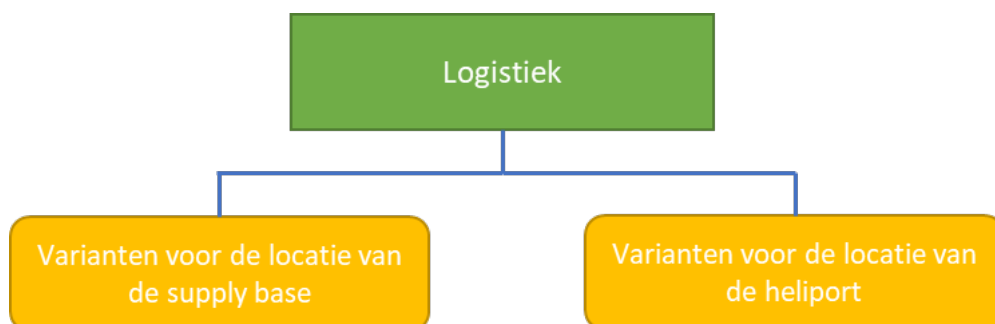 Logistiek
Varianten voor de locatie van
de supply base
Varianten voor de locatie van
de heliport